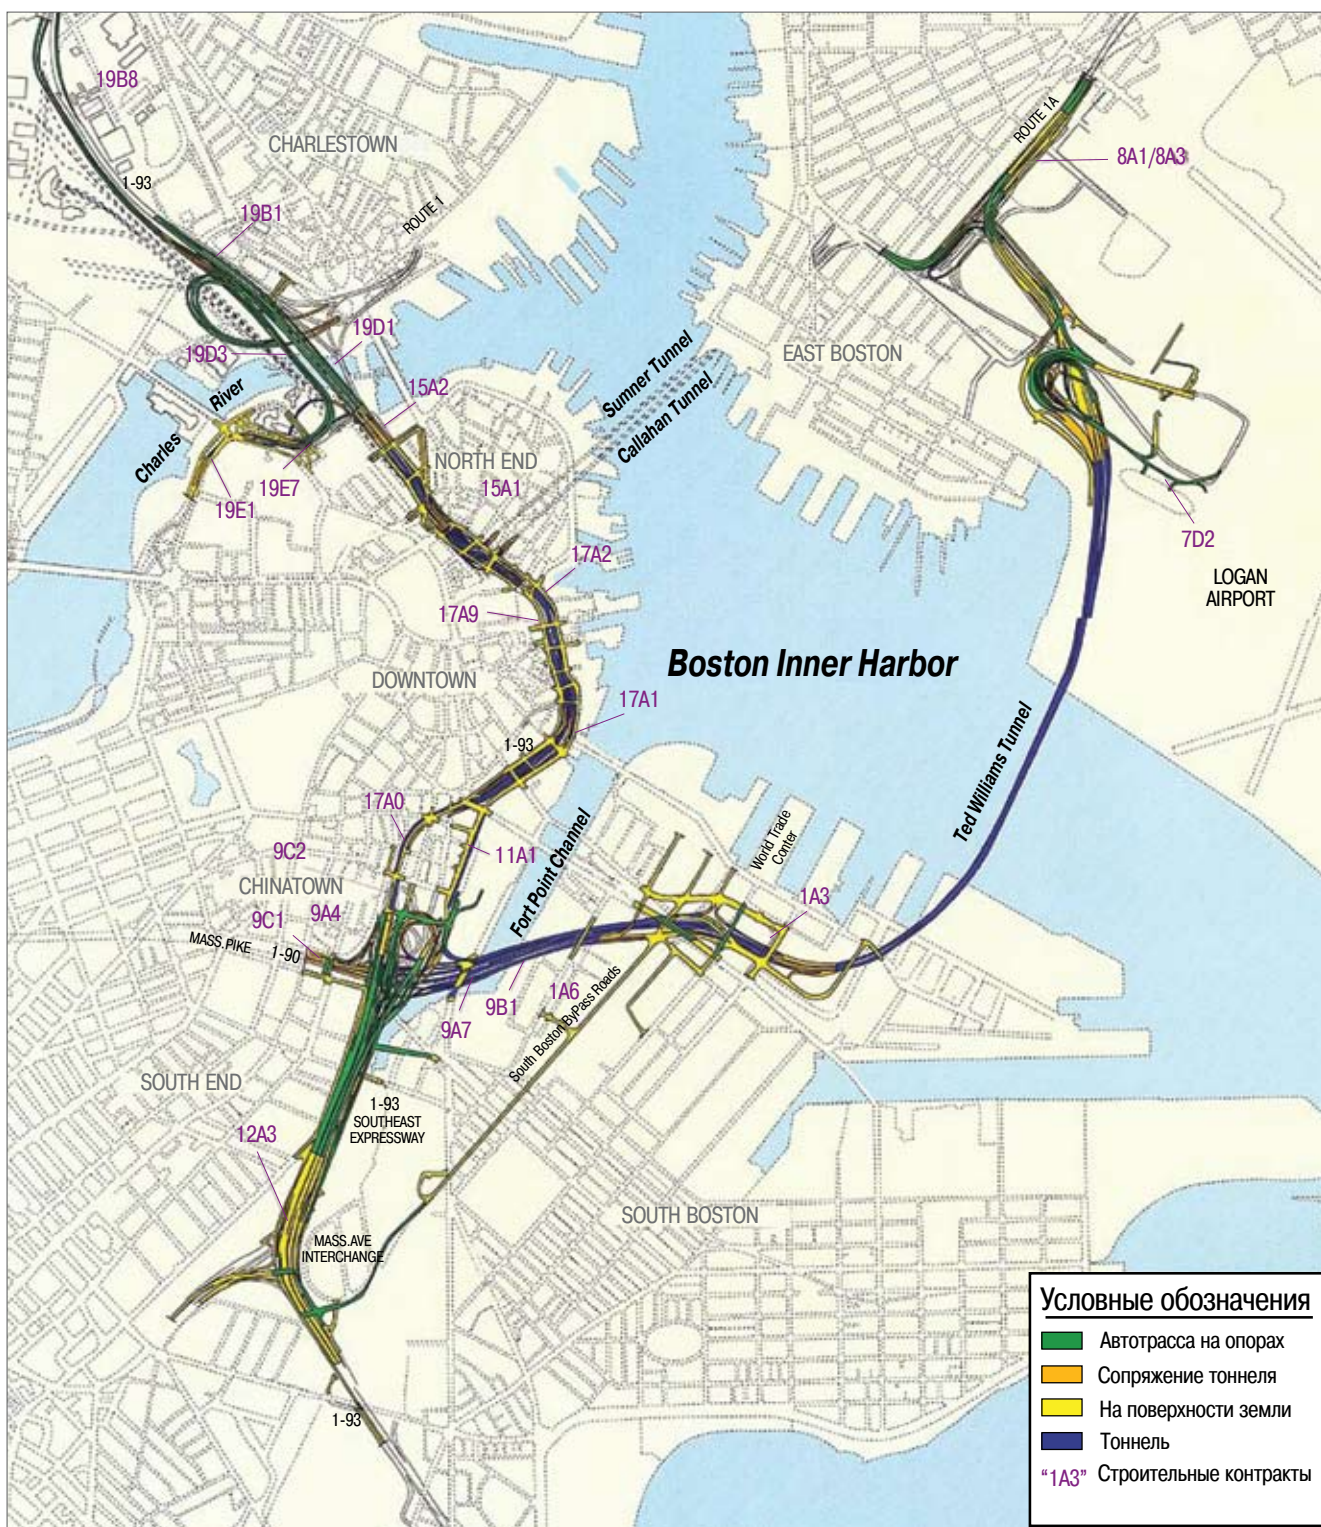 19B8
CHARLESTOWN
1-93
19B1
ROUTE 1
ROUTE 1A
8A1/8A3
19D1
19D3
15A2
Sumner Tunnel
Callahan Tunnel
EAST BOSTON
Charles
River
NORTH END
15A1
19E7
19E1
7D2
LOGAN
AIRPORT
17A2
17A9
Boston Inner Harbor
DOWNTOWN
17A1
1-93
Ted Williams Tunnel
17A0
9C2
11A1
Fort Point Channel
World Trade
Conter
CHINATOWN
9C1
9A4
1A3
MASS.PIKE
1-90
9A7
9B1
1A6
South Boston ByPass Roads
SOUTH END
1-93
SOUTHEAST
EXPRESSWAY
12A3
SOUTH BOSTON
MASS.AVE
INTERCHANGE
1-93
Условные обозначения
Автотрасса на опорах
Сопряжение тоннеля
На поверхности земли
Тоннель
“1A3” Строительные контракты